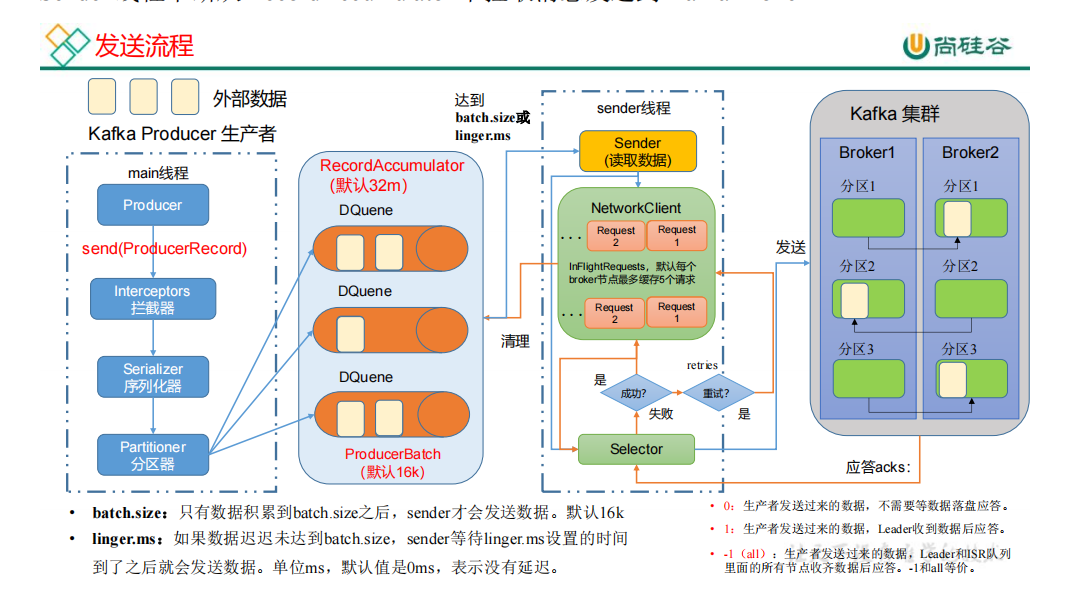 发送流程
尚硅谷
外部数据
Kafka Producer 生产者
main线程
Producer
send(ProducerRecord)
Interceptors
拦截器
Serializer
序列化器
Partitioner
分区器
RecordAccumulator
(默认32m)
DQuene
DQuene
DQuene
ProducerBatch
(默认16k)
达到
batch.size或
linger.ms
清理
sender线程
Sender
(读取数据)
NetworkClient
... Request 2
Request 1
InFlightRequests，默认每个
broker节点最多缓存5个请求
... Request 2
Request 1
是
成功?
失败
retries
重试?
是
Selector
发送
Kafka 集群
Broker1
Broker2
分区1
分区1
分区2
分区2
分区3
分区3
应答acks：
• batch.size：只有数据积累到batch.size之后，sender才会发送数据。默认16k
• linger.ms：如果数据迟迟未达到batch.size，sender等待linger.ms设置的时间
到了之后就会发送数据。单位ms，默认值是0ms，表示没有延迟。
• 0：生产者发送过来的数据，不需要等数据落盘应答。
• 1：生产者发送过来的数据，Leader收到数据后应答。
• -1（all）：生产者发送过来的数据，Leader和ISR队列
里面的所有节点收齐数据后应答。-1和all等价。